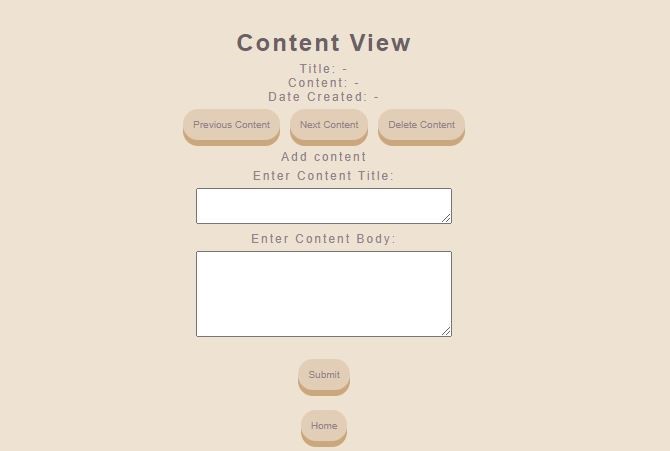 Content View
Title: -
Content: -
Date Created: -
Previous Content Next Content Delete Content
Add content
Enter Content Title:
Enter Content Body:
Submit
Home